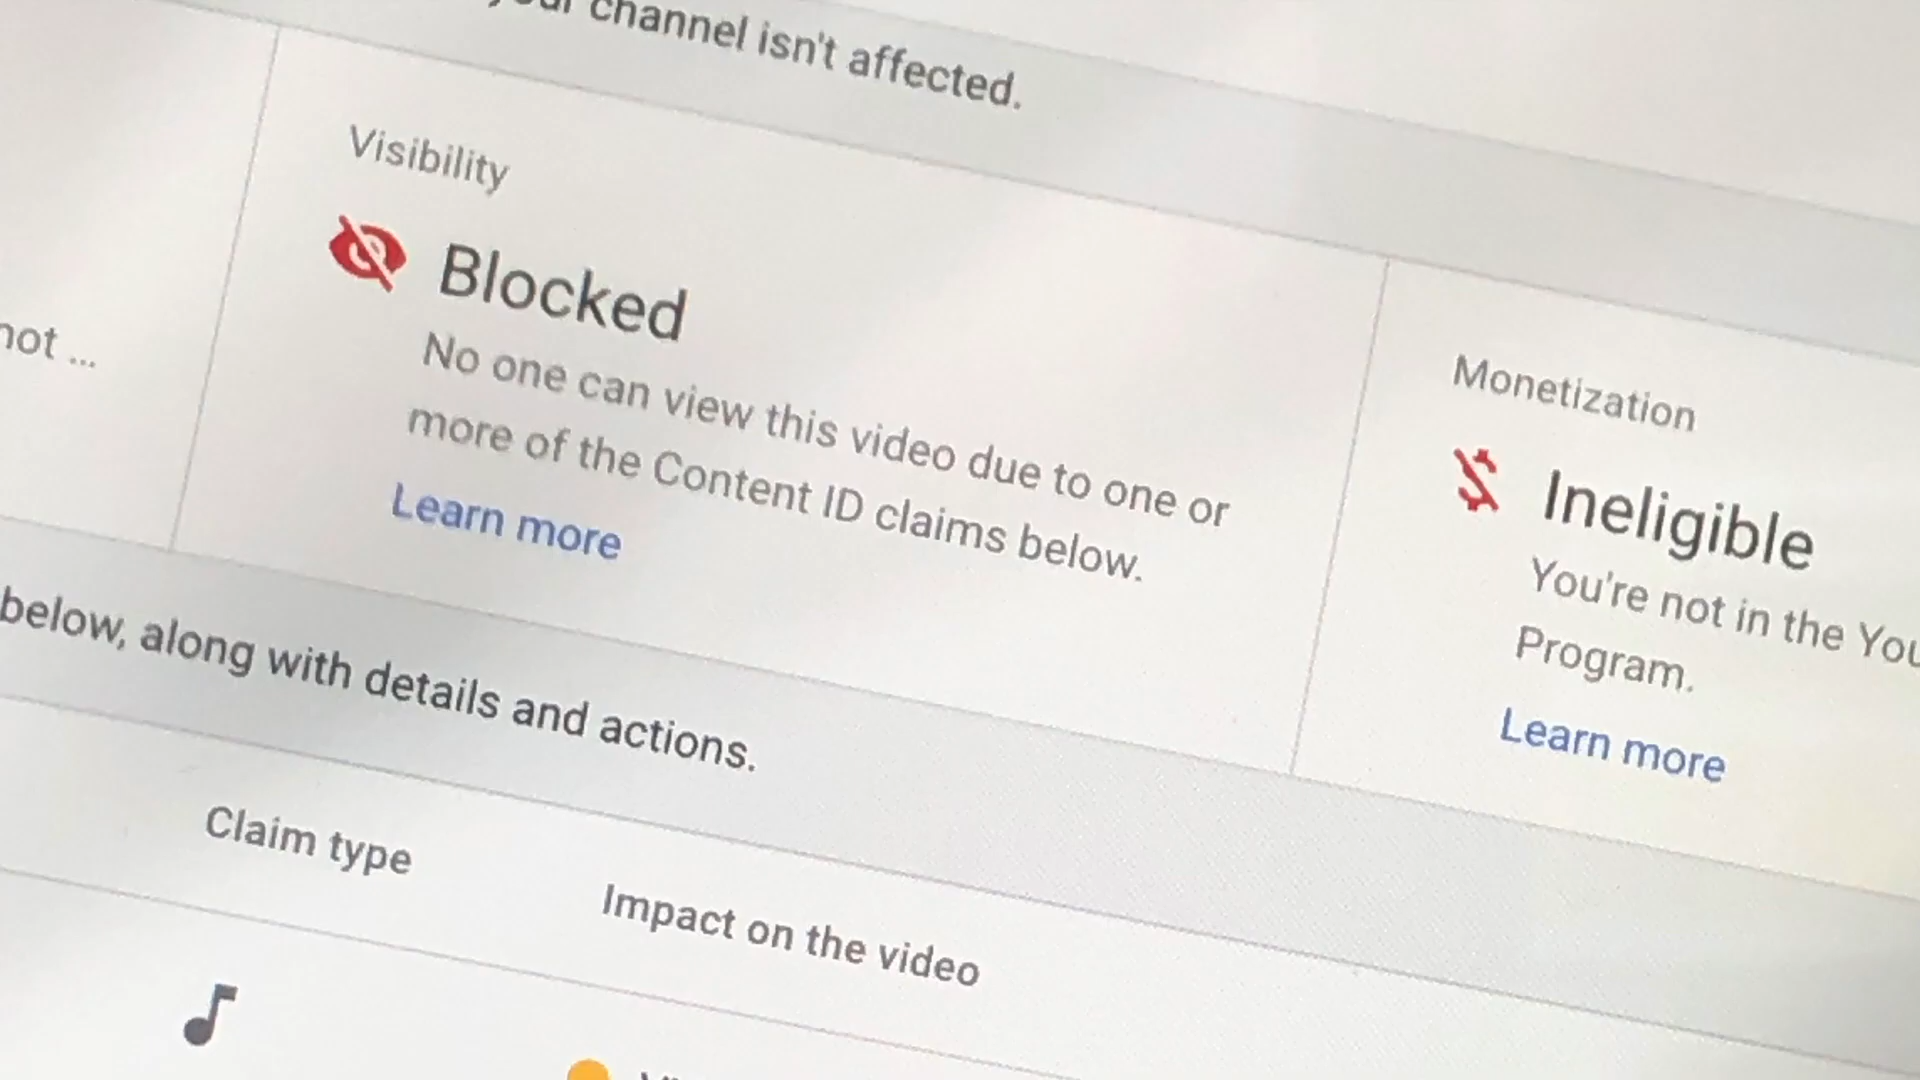 your channel isn't affected.
Visibility
Blocked
No one can view this video due to one or
more of the Content ID claims below.
Learn more
not ...
Monetization
Ineligible
You're not in the You
Program.
Learn more
below, along with details and actions.
Claim type
Impact on the video